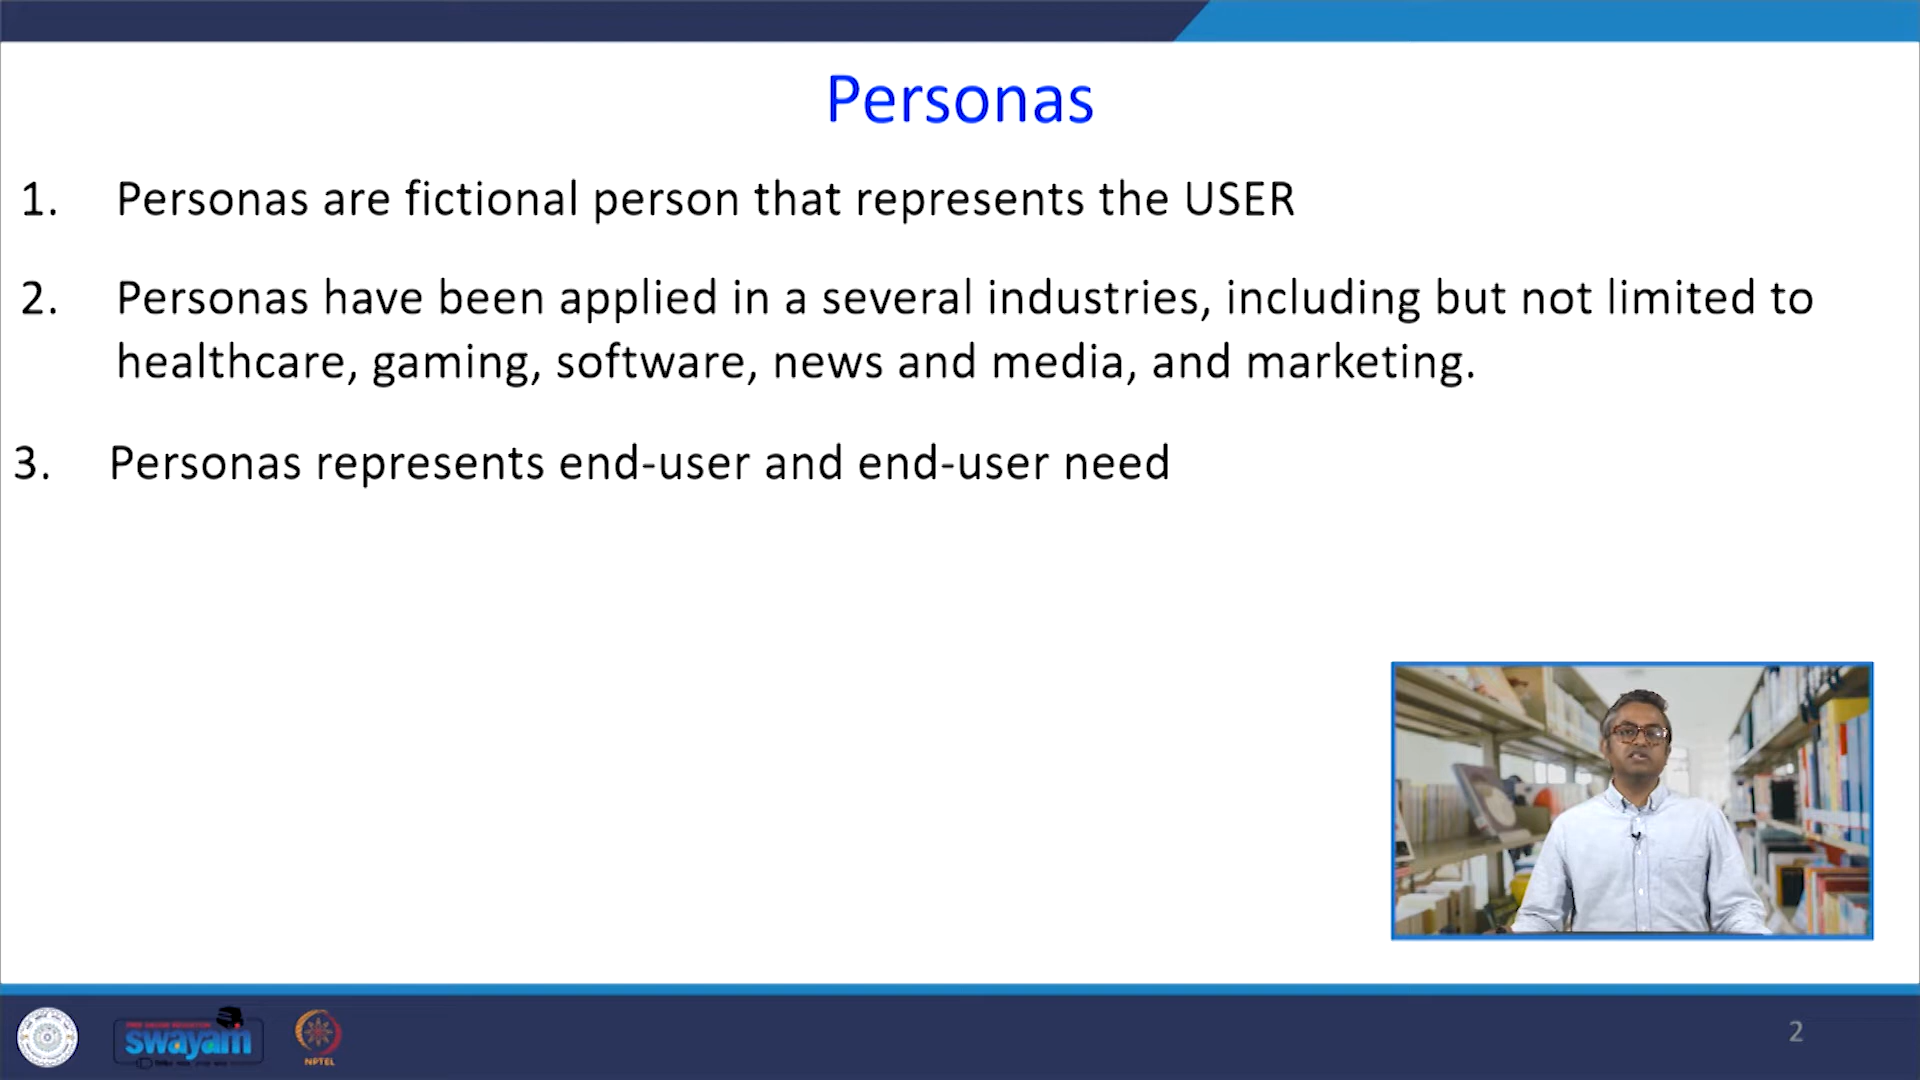 Personas
1. Personas are fictional person that represents the USER
2. Personas have been applied in a several industries, including but not limited to
healthcare, gaming, software, news and media, and marketing.
3. Personas represents end-user and end-user need
swayam
NPTEL
2